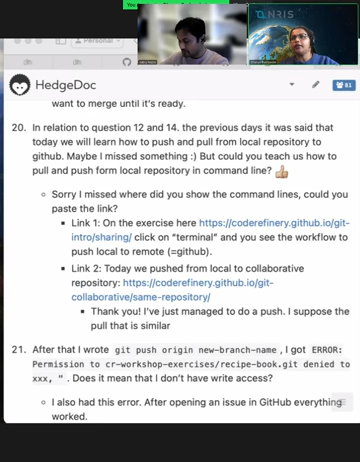 NRIS
Personal
HedgeDoc
81
want to merge until it's ready.
20. In relation to question 12 and 14. the previous days it was said that
today we will learn how to push and pull from local repository to
github. Maybe I missed something :) But could you teach us how to
pull and push form local repository in command line? 👍
Sorry I missed where did you show the command lines, could you
paste the link?
Link 1: On the exercise here https://coderefinery.github.io/git-
intro/sharing/ click on “terminal” and you see the workflow to
push local to remote (=github).
Link 2: Today we pushed from local to collaborative
repository: https://coderefinery.github.io/git-
collaborative/same-repository/
Thank you! I've just managed to do a push. I suppose the
pull that is similar
21. After that I wrote git push origin new-branch-name , I got ERROR:
Permission to cr-workshop-exercises/recipe-book.git denied to
xxx, " . Does it mean that I don't have write access?
I also had this error. After opening an issue in GitHub everything
worked.